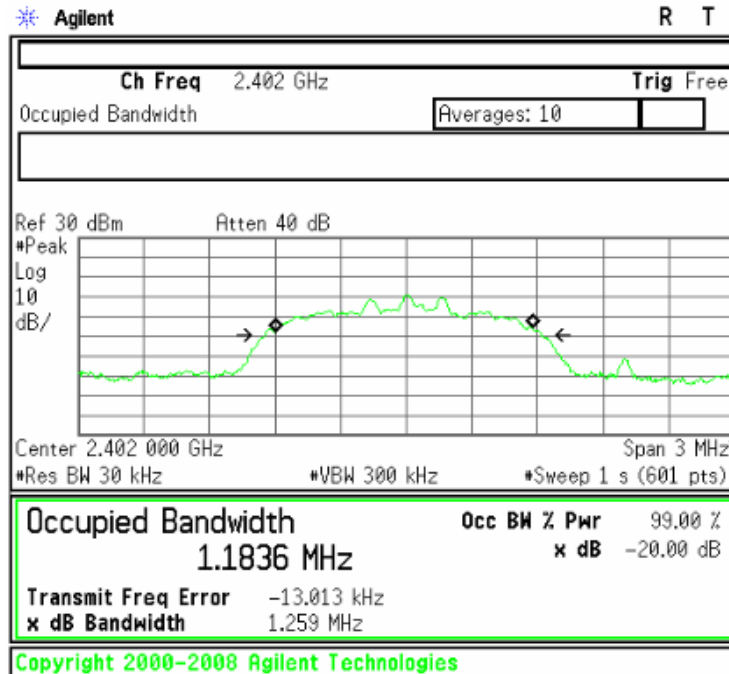 Agilent R T
Ch Freq 2.402 GHz Trig Free
Occupied Bandwidth Averages: 10
Ref 30 dBm Atten 40 dB
#Peak
Log
10
dB/
Center 2.402 000 GHz Span 3 MHz
#Res BW 30 kHz #VBW 300 kHz #Sweep 1 s (601 pts)
Occupied Bandwidth Occ BW % Pwr 99.00 %
1.1836 MHz x dB -20.00 dB
Transmit Freq Error -13.013 kHz
x dB Bandwidth 1.259 MHz
Copyright 2000-2008 Agilent Technologies